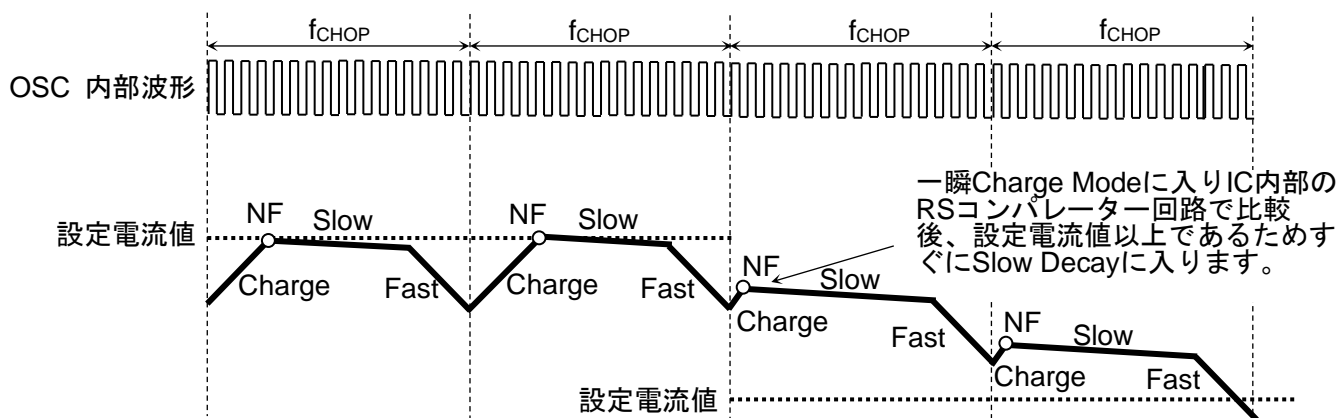 fCHOP fCHOP fCHOP fCHOP
OSC 内部波形
一瞬Charge Modeに入りIC内部の
RSコンパレーター回路で比較
後、設定電流値以上であるためす
ぐにSlow Decayに入ります。
設定電流値
NF Slow
Charge Fast
NF Slow
Charge Fast
NF Slow
Charge Fast
NF Slow
Charge Fast
設定電流値